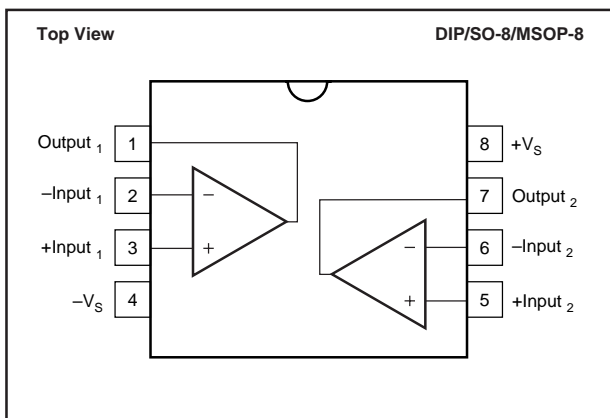 Top View DIP/SO-8/MSOP-8
Output 1 1 8 +VS
–Input 1 2 – 7 Output 2
+Input 1 3 + – 6 –Input 2
–VS 4 + 5 +Input 2